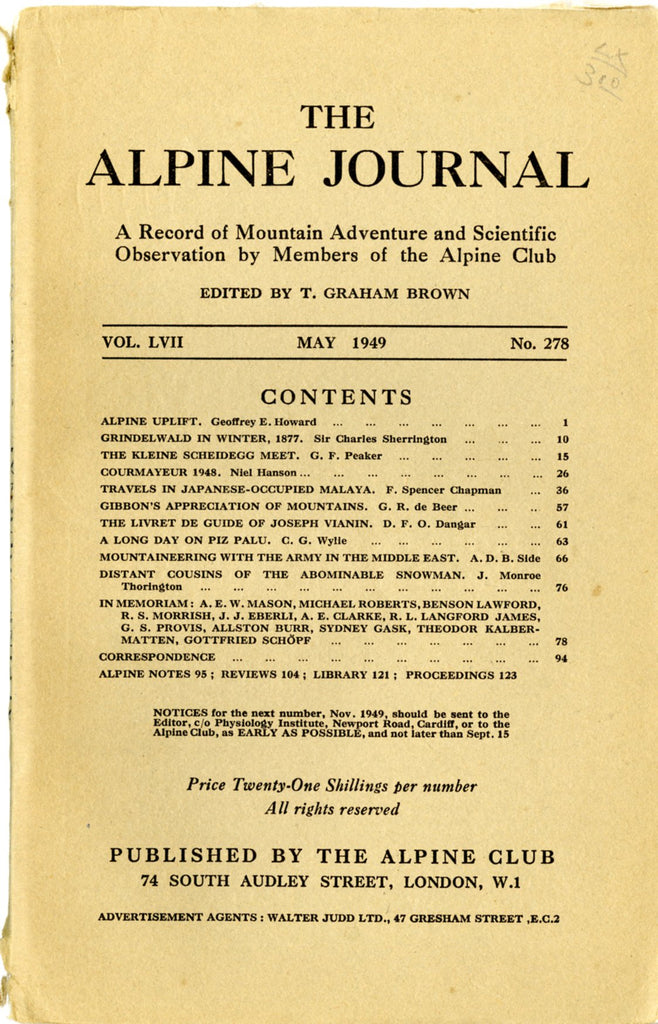 THE
ALPINE JOURNAL
A Record of Mountain Adventure and Scientific
Observation by Members of the Alpine Club
EDITED BY T. GRAHAM BROWN
VOL. LVII MAY 1949 No. 278
CONTENTS
ALPINE UPLIFT. Geoffrey E. Howard ... ... ... ... ... ... ... 1
GRINDELWALD IN WINTER, 1877. Sir Charles Sherrington ... ... ... 10
THE KLEINE SCHEIDEGG MEET. G. F. Peaker ... ... ... ... ... 15
COURMAYEUR 1948. Niel Hanson ... ... ... ... ... ... ... ... 26
TRAVELS IN JAPANESE-OCCUPIED MALAYA. F. Spencer Chapman ... 36
GIBBON'S APPRECIATION OF MOUNTAINS. G. R. de Beer ... ... ... 57
THE LIVRET DE GUIDE OF JOSEPH VIANIN. D. F. O. Dangar ... ... 61
A LONG DAY ON PIZ PALU. C. G. Wylie ... ... ... ... ... ... 63
MOUNTAINEERING WITH THE ARMY IN THE MIDDLE EAST. A. D. B. Side 66
DISTANT COUSINS OF THE ABOMINABLE SNOWMAN. J. Monroe
Thorington ... ... ... ... ... ... ... ... ... ... ... 76
IN MEMORIAM : A. E. W. MASON, MICHAEL ROBERTS, BENSON LAWFORD,
R. S. MORRISH, J. J. EBERLI, A. E. CLARKE, R. L. LANGFORD JAMES,
G. S. PROVIS, ALLSTON BURR, SYDNEY GASK, THEODOR KALBER-
MATTEN, GOTTFRIED SCHÖPF ... ... ... ... ... ... ... 78
CORRESPONDENCE ... ... ... ... ... ... ... ... ... ... 94
ALPINE NOTES 95 ; REVIEWS 104 ; LIBRARY 121 ; PROCEEDINGS 123
NOTICES for the next number, Nov. 1949, should be sent to the
Editor, c/o Physiology Institute, Newport Road, Cardiff, or to the
Alpine Club, as EARLY AS POSSIBLE, and not later than Sept. 15
Price Twenty-One Shillings per number
All rights reserved
PUBLISHED BY THE ALPINE CLUB
74 SOUTH AUDLEY STREET, LONDON, W.1
ADVERTISEMENT AGENTS : WALTER JUDD LTD., 47 GRESHAM STREET ,E.C.2